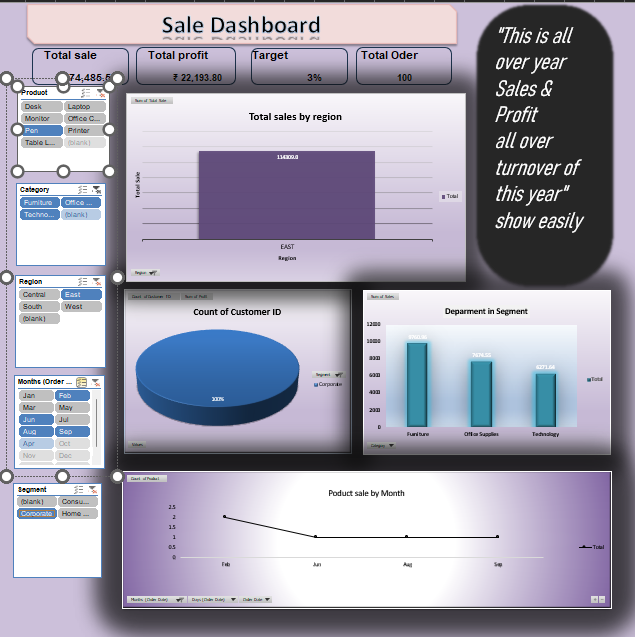 Sale Dashboard
Total sale
74,486.5
Total profit
₹ 22,193.80
Target
3%
Total Oder
100
"This is all
over year
Sales &
Profit
all over
turnover of
this year"
show easily
Product
Desk
Laptop
Monitor
Office C...
Pen
Printer
Table L...
(blank)
Category
Furniture
Office ...
Techno...
(blank)
Region
Central
East
South
West
(blank)
Months (Order ...
Jan
Feb
Mar
May
Jun
Jul
Aug
Sep
Apr
Oct
Nov
Dec
Segment
(blank)
Consu...
Corporate
Home ...
Sum of Total Sale
Total sales by region
Total Sale
114309.0
EAST
Region
Total
Region
Count of Customer ID
Sum of Profit
Count of Customer ID
100%
Segment
Corporate
Values
Sum of Sales
Deparment in Segment
12000
10000
8000
6000
4000
2000
0
Furniture
Office Supplies
Technology
Total
Category
Count of Product
Poduct sale by Month
2.5
2
1.5
1
0.5
0
Feb
Jun
Aug
Sep
Total
Months (Order Date)
Days (Order Date)
Order Date